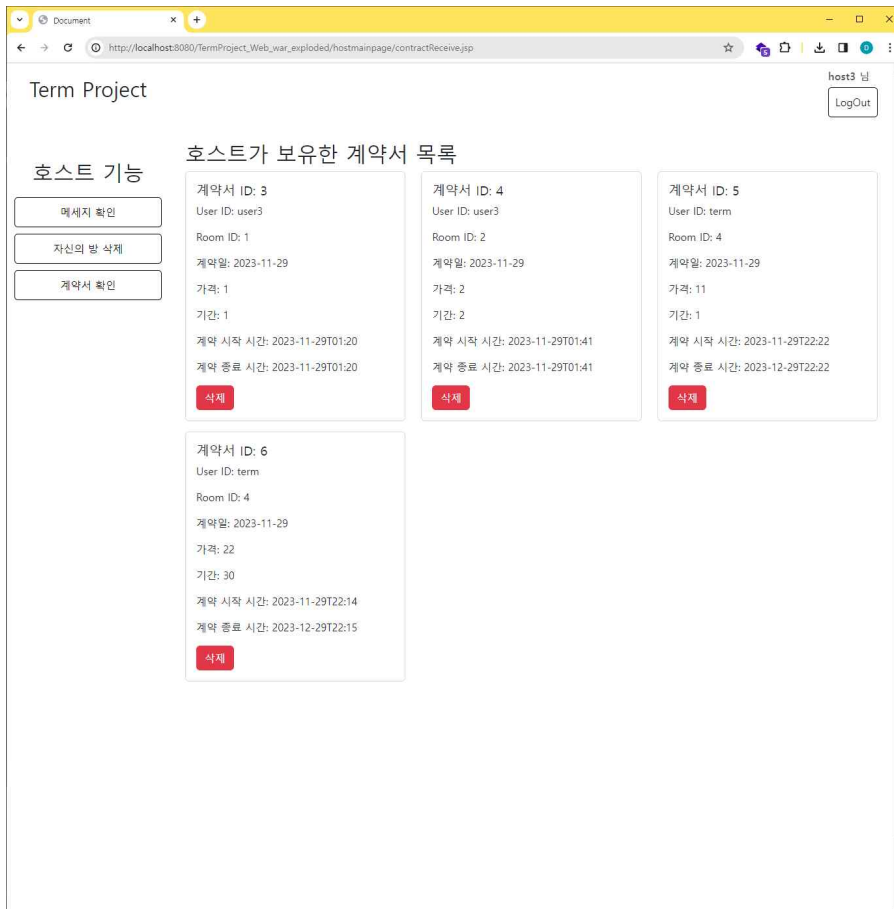 Document
http://localhost:8080/TermProject_Web_war_exploded/hostmainpage/contractReceive.jsp
host3 님
Term Project
LogOut
호스트 기능
메세지 확인
자신의 방 삭제
계약서 확인
호스트가 보유한 계약서 목록
계약서 ID: 3
User ID: user3
Room ID: 1
계약일: 2023-11-29
가격: 1
기간: 1
계약 시작 시간: 2023-11-29T01:20
계약 종료 시간: 2023-11-29T01:20
삭제
계약서 ID: 4
User ID: user3
Room ID: 2
계약일: 2023-11-29
가격: 2
기간: 2
계약 시작 시간: 2023-11-29T01:41
계약 종료 시간: 2023-11-29T01:41
삭제
계약서 ID: 5
User ID: term
Room ID: 4
계약일: 2023-11-29
가격: 11
기간: 1
계약 시작 시간: 2023-11-29T22:22
계약 종료 시간: 2023-12-29T22:22
삭제
계약서 ID: 6
User ID: term
Room ID: 4
계약일: 2023-11-29
가격: 22
기간: 30
계약 시작 시간: 2023-11-29T22:14
계약 종료 시간: 2023-12-29T22:15
삭제